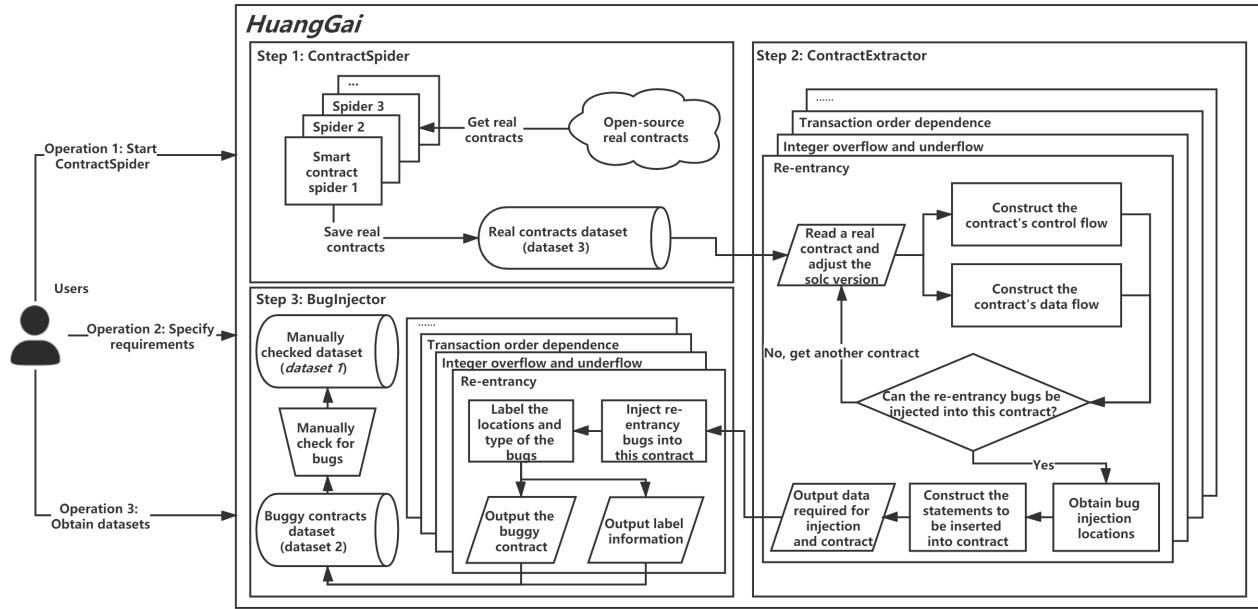 HuangGai
Step 1: ContractSpider
...
Spider 3
Spider 2
Smart
contract
spider 1
Get real
contracts
Open-source
real contracts
Save real
contracts
Real contracts dataset
(dataset 3)
Operation 1: Start
ContractSpider
Users
Operation 2: Specify
requirements
Operation 3:
Obtain datasets
Step 2: ContractExtractor
......
Transaction order dependence
Integer overflow and underflow
Re-entrancy
Read a real
contract and
adjust the
solc version
Construct the
contract's control flow
Construct the
contract's data flow
No, get another contract
Can the re-entrancy bugs be
injected into this contract?
Yes
Obtain bug
injection
locations
Construct the
statements to
be inserted
into contract
Output data
required for
injection
and contract
Step 3: BugInjector
Manually
checked dataset
(dataset 1)
Manually
check for
bugs
Buggy contracts
dataset
(dataset 2)
......
Transaction order dependence
Integer overflow and underflow
Re-entrancy
Label the
locations and
type of the
bugs
Inject re-
entrancy
bugs into
this contract
Output the
buggy
contract
Output label
information